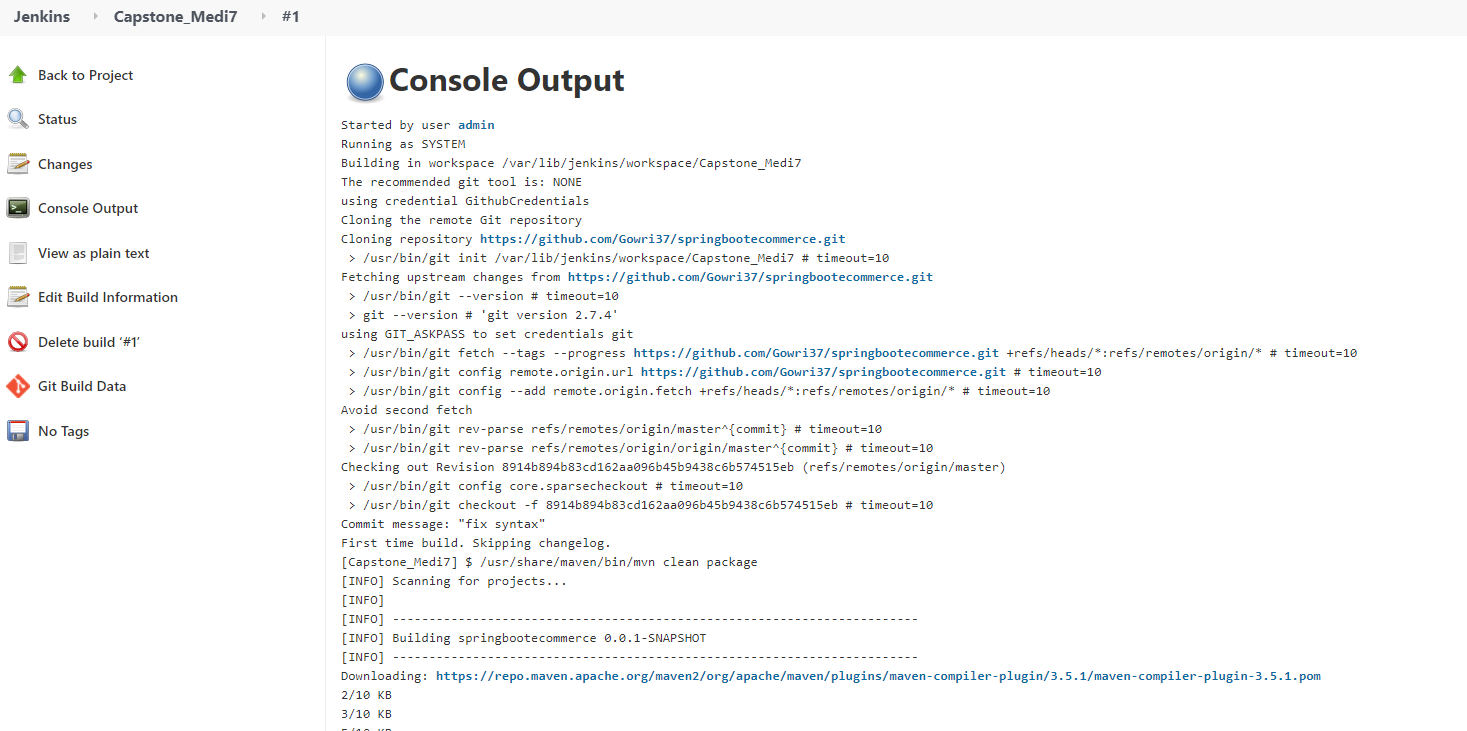 Jenkins
Capstone_Medi7
#1
Back to Project
Status
Changes
Console Output
View as plain text
Edit Build Information
Delete build ‘#1’
Git Build Data
No Tags
Console Output
Started by user admin
Running as SYSTEM
Building in workspace /var/lib/jenkins/workspace/Capstone_Medi7
The recommended git tool is: NONE
using credential GithubCredentials
Cloning the remote Git repository
Cloning repository https://github.com/Gowri37/springbootecommerce.git
 > /usr/bin/git init /var/lib/jenkins/workspace/Capstone_Medi7 # timeout=10
Fetching upstream changes from https://github.com/Gowri37/springbootecommerce.git
 > /usr/bin/git --version # timeout=10
 > git --version # 'git version 2.7.4'
using GIT_ASKPASS to set credentials git
 > /usr/bin/git fetch --tags --progress https://github.com/Gowri37/springbootecommerce.git +refs/heads/*:refs/remotes/origin/* # timeout=10
 > /usr/bin/git config remote.origin.url https://github.com/Gowri37/springbootecommerce.git # timeout=10
 > /usr/bin/git config --add remote.origin.fetch +refs/heads/*:refs/remotes/origin/* # timeout=10
Avoid second fetch
 > /usr/bin/git rev-parse refs/remotes/origin/master^{commit} # timeout=10
 > /usr/bin/git rev-parse refs/remotes/origin/origin/master^{commit} # timeout=10
Checking out Revision 8914b894b83cd162aa096b45b9438c6b574515eb (refs/remotes/origin/master)
 > /usr/bin/git config core.sparsecheckout # timeout=10
 > /usr/bin/git checkout -f 8914b894b83cd162aa096b45b9438c6b574515eb # timeout=10
Commit message: "fix syntax"
First time build. Skipping changelog.
[Capstone_Medi7] $ /usr/share/maven/bin/mvn clean package
[INFO] Scanning for projects...
[INFO]
[INFO] ------------------------------------------------------------------------
[INFO] Building springbootecommerce 0.0.1-SNAPSHOT
[INFO] ------------------------------------------------------------------------
Downloading: https://repo.maven.apache.org/maven2/org/apache/maven/plugins/maven-compiler-plugin/3.5.1/maven-compiler-plugin-3.5.1.pom
2/10 KB
3/10 KB